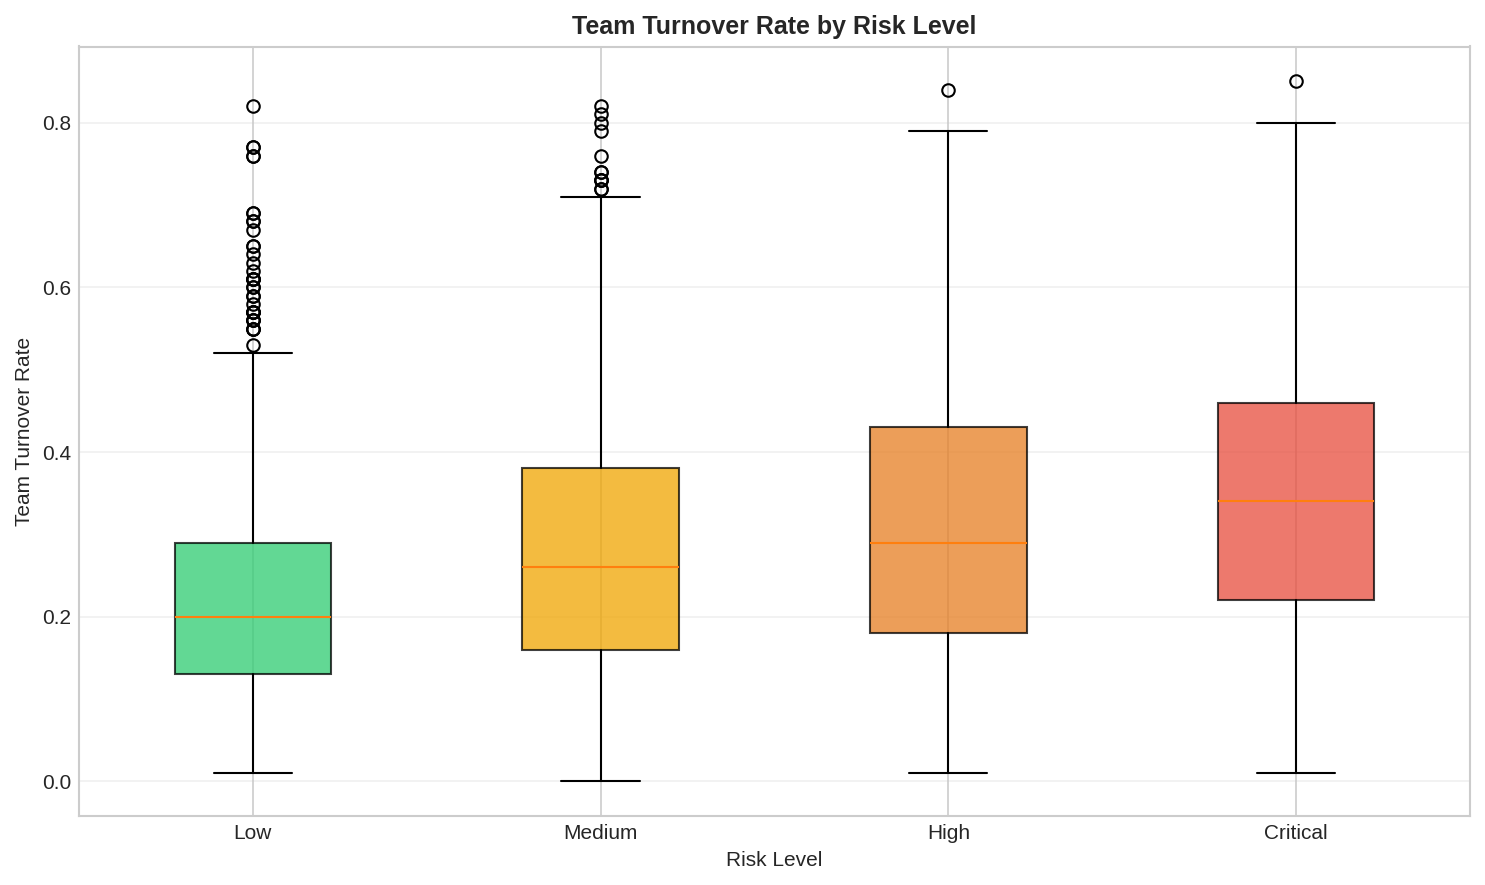 Team Turnover Rate by Risk Level
Team Turnover Rate
0.8
0.6
0.4
0.2
0.0
Low
Medium
High
Critical
Risk Level